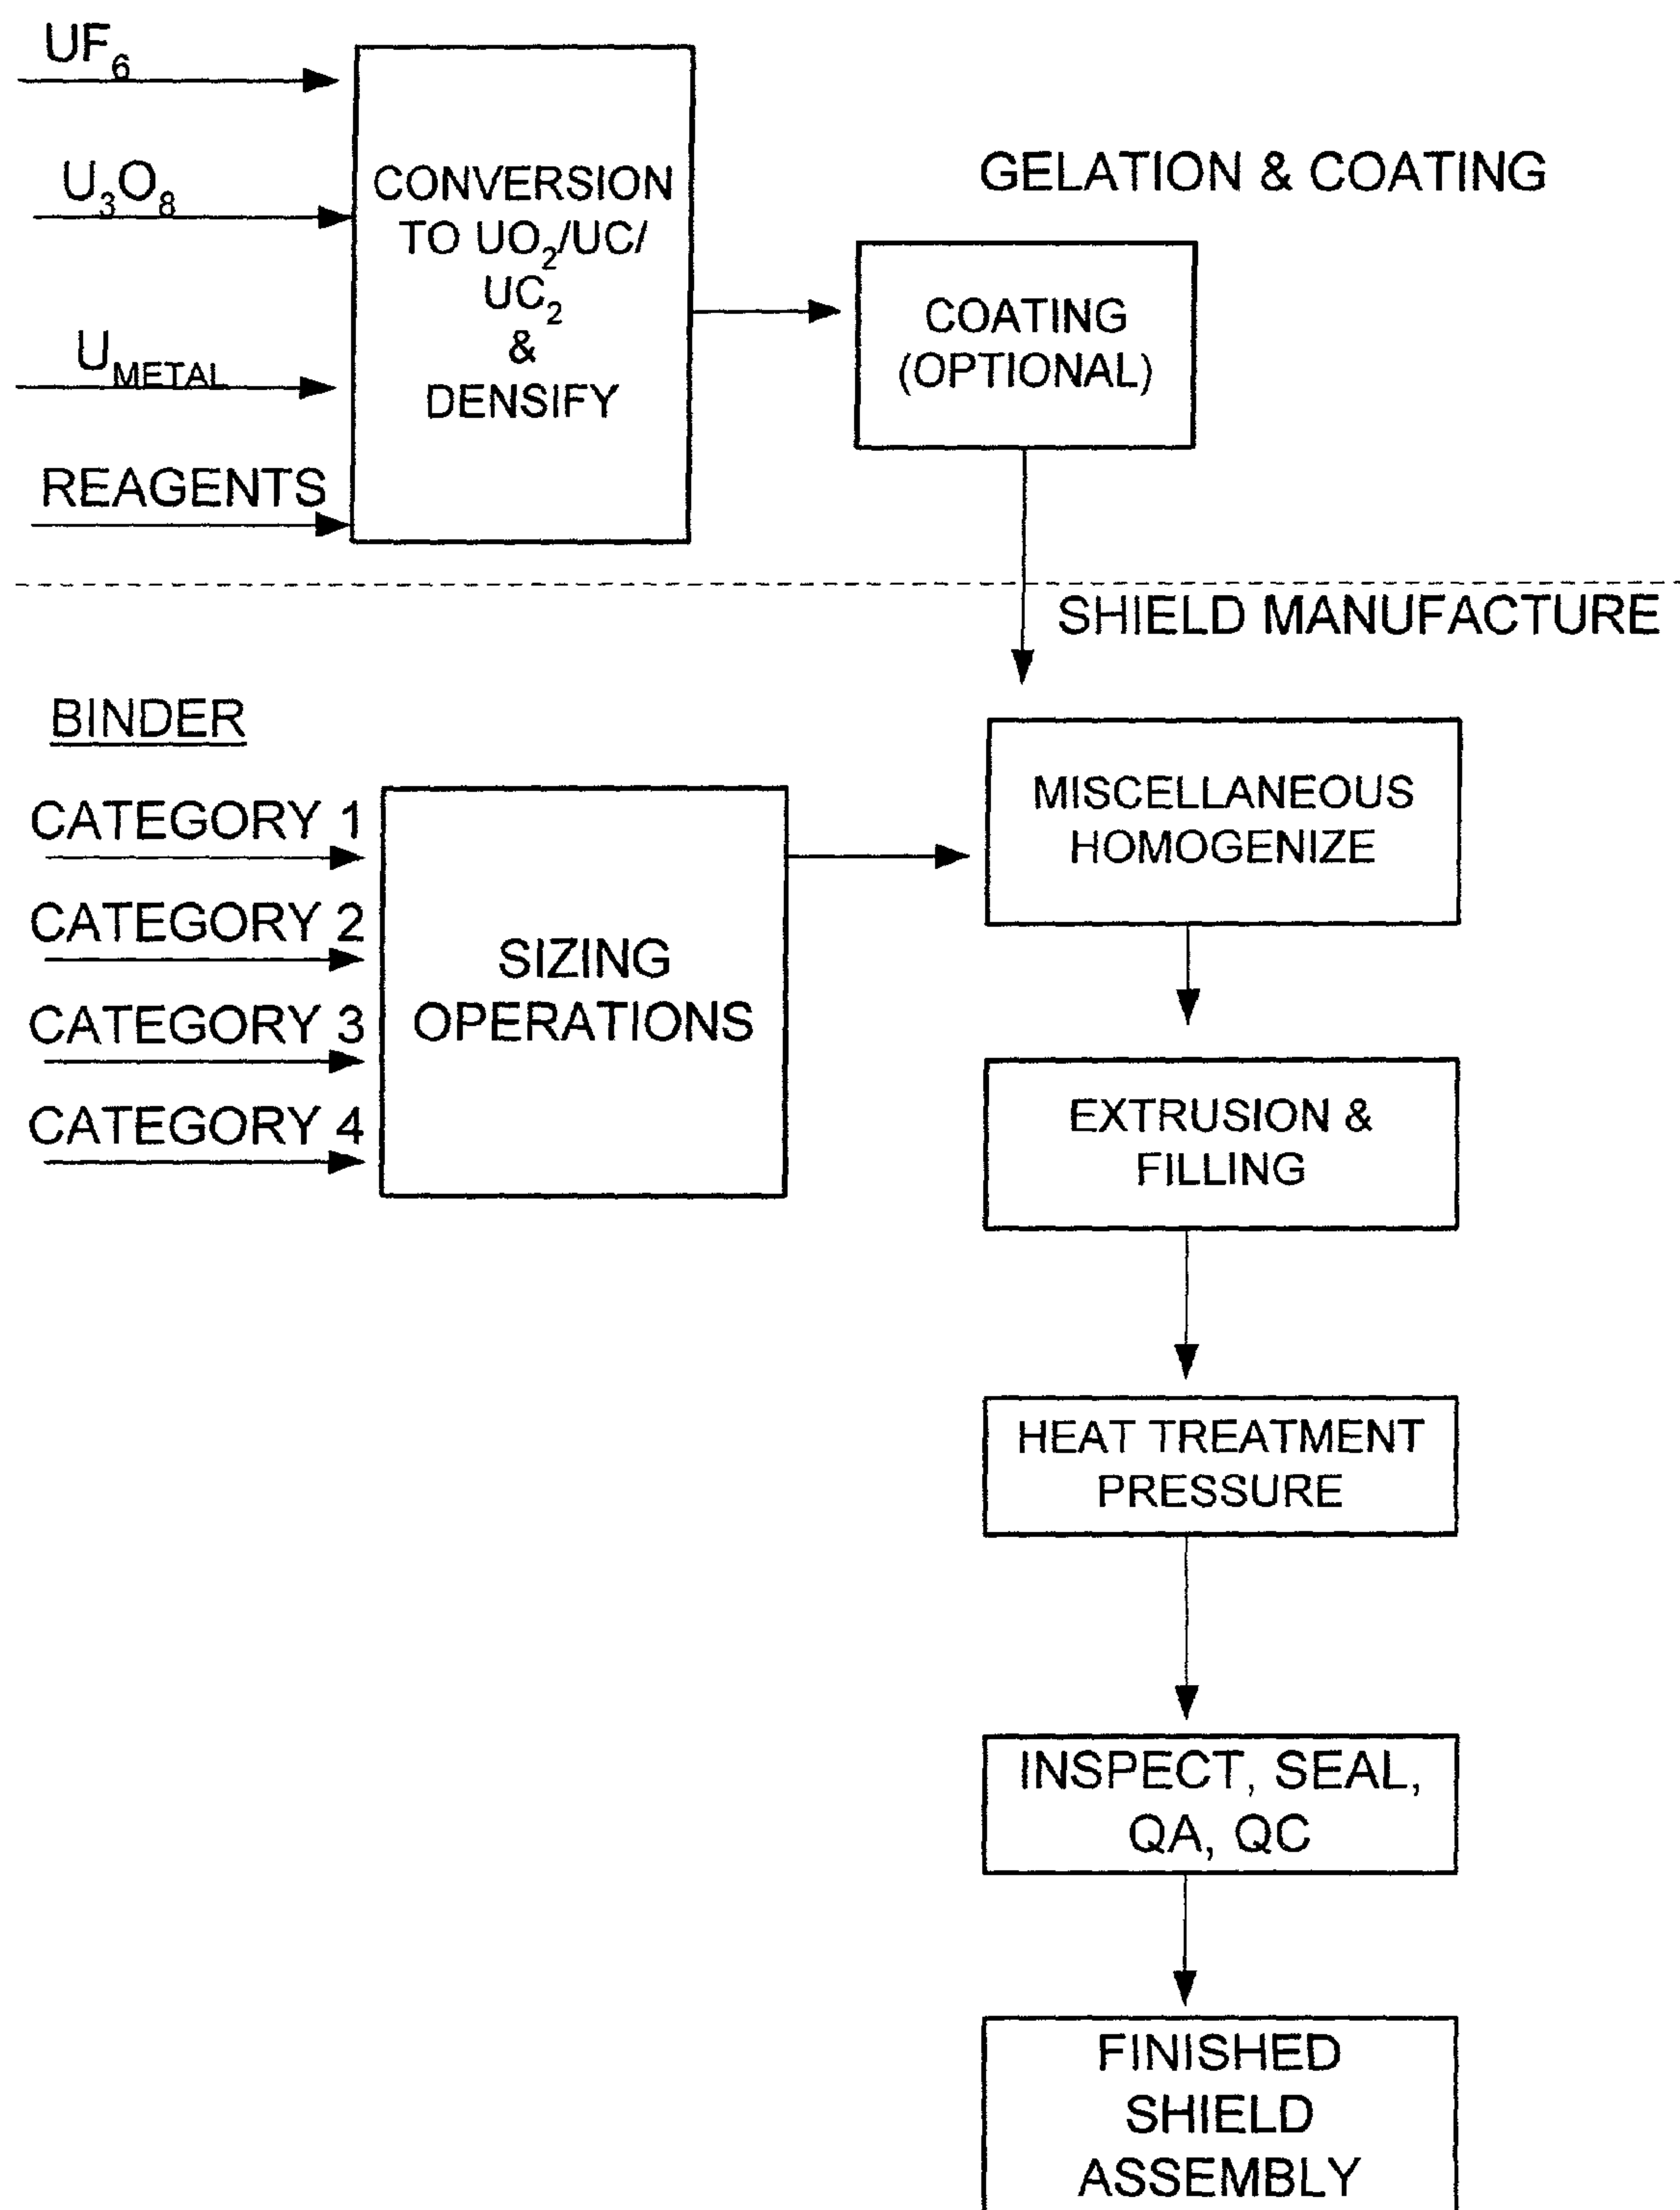 UF₆
U₃O₈
U_METAL
REAGENTS
CONVERSION
TO UO₂/UC/
UC₂
&
DENSIFY
GELATION & COATING
COATING
(OPTIONAL)
SHIELD MANUFACTURE
BINDER
CATEGORY 1
CATEGORY 2
CATEGORY 3
CATEGORY 4
SIZING
OPERATIONS
MISCELLANEOUS
HOMOGENIZE
EXTRUSION &
FILLING
HEAT TREATMENT
PRESSURE
INSPECT, SEAL,
QA, QC
FINISHED
SHIELD
ASSEMBLY